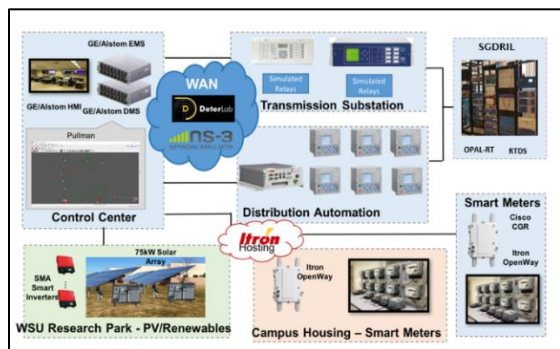 GE/Alstom EMS
GE/Alstom HMI
GE/Alstom DMS
Pullman
Control Center
WAN
DeterLab
ns-3
NETWORK SIMULATOR
Simulated
Relays
Simulated
Relays
Transmission Substation
SGDRIL
OPAL-RT
RTDS
Distribution Automation
Itron
Hosting
Smart Meters
Cisco
CGR
Itron
OpenWay
75kW Solar
Array
SMA
Smart
Inverters
WSU Research Park - PV/Renewables
Itron
OpenWay
Campus Housing – Smart Meters